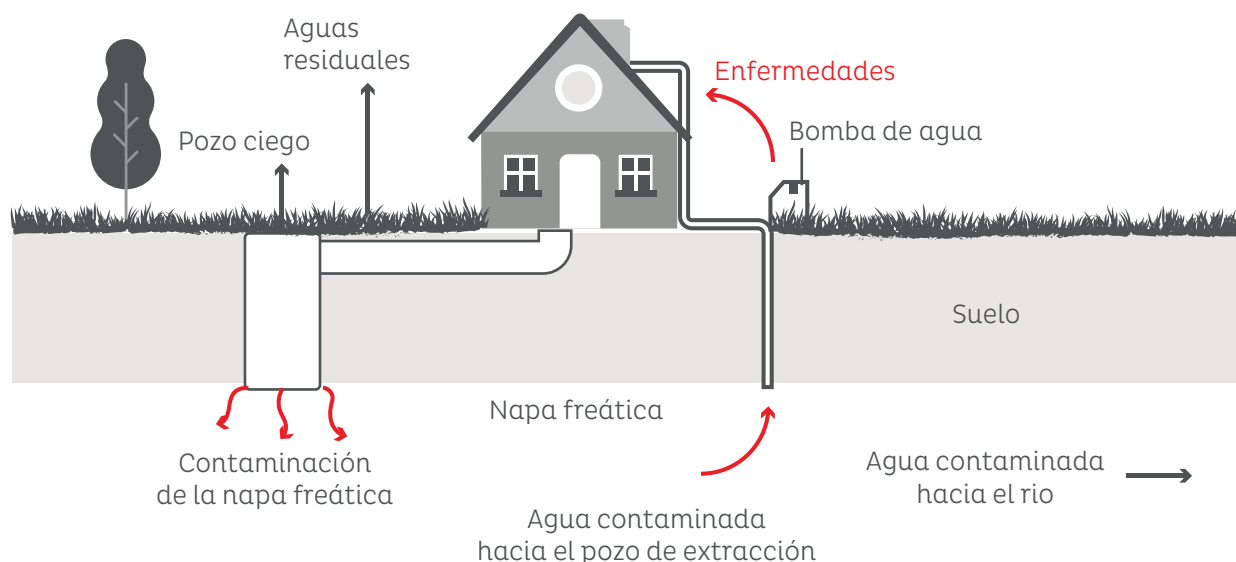 Aguas
residuales
Pozo ciego
Enfermedades
Bomba de agua
Suelo
Napa freática
Contaminación
de la napa freática
Agua contaminada
hacia el rio
Agua contaminada
hacia el pozo de extracción